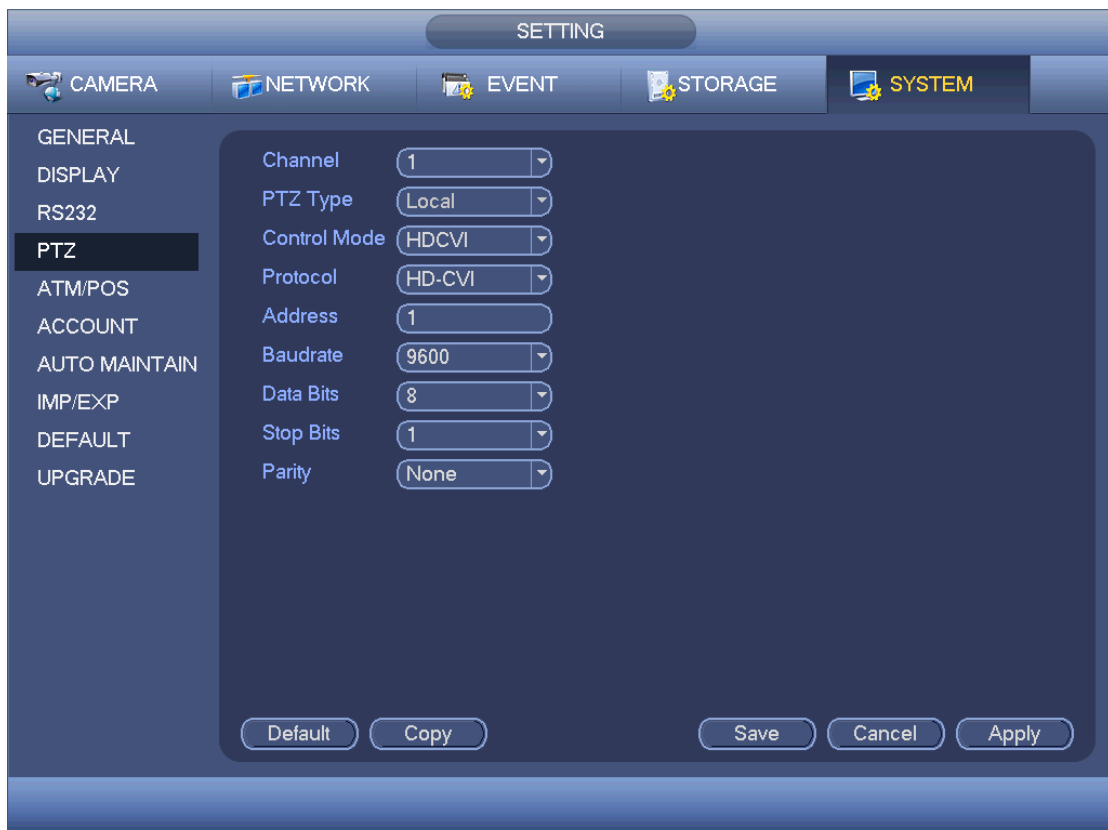 SETTING
CAMERA NETWORK EVENT STORAGE SYSTEM
GENERAL
DISPLAY
RS232
PTZ
ATM/POS
ACCOUNT
AUTO MAINTAIN
IMP/EXP
DEFAULT
UPGRADE
Channel 1
PTZ Type Local
Control Mode HDCVI
Protocol HD-CVI
Address 1
Baudrate 9600
Data Bits 8
Stop Bits 1
Parity None
Default Copy Save Cancel Apply